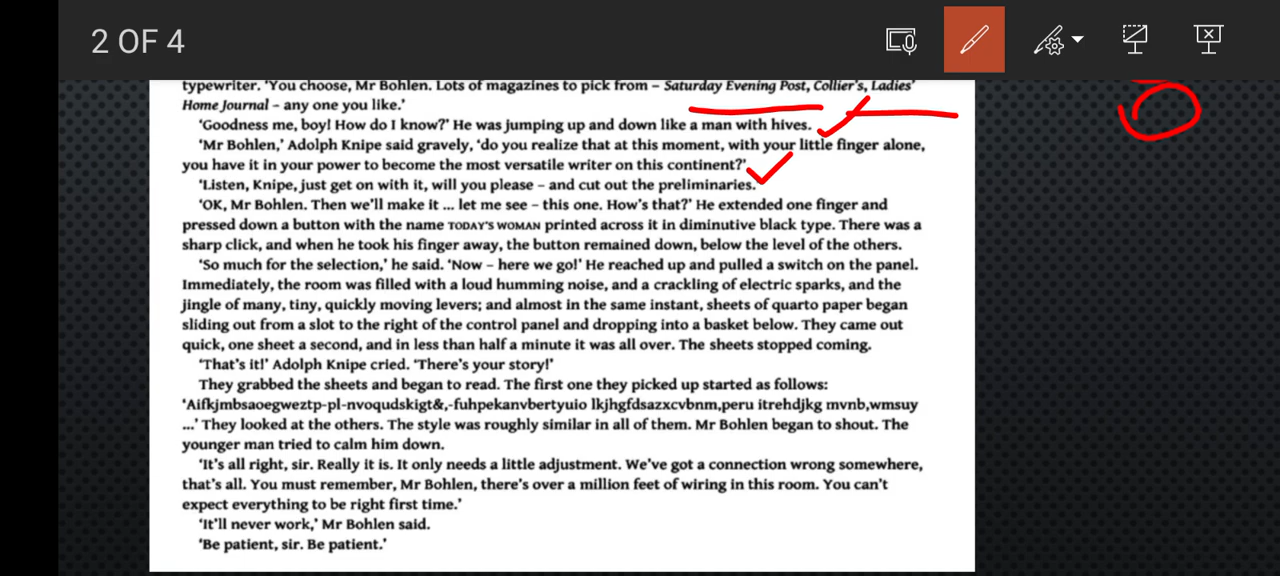 2 OF 4
typewriter. 'You choose, Mr Bohlen. Lots of magazines to pick from – Saturday Evening Post, Collier's, Ladies'
Home Journal – any one you like.'
'Goodness me, boy! How do I know?' He was jumping up and down like a man with hives.
'Mr Bohlen,' Adolph Knipe said gravely, 'do you realize that at this moment, with your little finger alone,
you have it in your power to become the most versatile writer on this continent?'
'Listen, Knipe, just get on with it, will you please – and cut out the preliminaries.'
'OK, Mr Bohlen. Then we'll make it ... let me see – this one. How's that?' He extended one finger and
pressed down a button with the name TODAY'S WOMAN printed across it in diminutive black type. There was a
sharp click, and when he took his finger away, the button remained down, below the level of the others.
'So much for the selection,' he said. 'Now – here we go!' He reached up and pulled a switch on the panel.
Immediately, the room was filled with a loud humming noise, and a crackling of electric sparks, and the
jingle of many, tiny, quickly moving levers; and almost in the same instant, sheets of quarto paper began
sliding out from a slot to the right of the control panel and dropping into a basket below. They came out
quick, one sheet a second, and in less than half a minute it was all over. The sheets stopped coming.
'That's it!' Adolph Knipe cried. 'There's your story!'
They grabbed the sheets and began to read. The first one they picked up started as follows:
'Aifkjmbsaoegweztp-pl-nvoqudskigt&,-fuhpekanvbertyuio lkjhgfdsazxcvbnm,peru itrehdjkg mvnb,wmsuy
...' They looked at the others. The style was roughly similar in all of them. Mr Bohlen began to shout. The
younger man tried to calm him down.
'It's all right, sir. Really it is. It only needs a little adjustment. We've got a connection wrong somewhere,
that's all. You must remember, Mr Bohlen, there's over a million feet of wiring in this room. You can't
expect everything to be right first time.'
'It'll never work,' Mr Bohlen said.
'Be patient, sir. Be patient.'